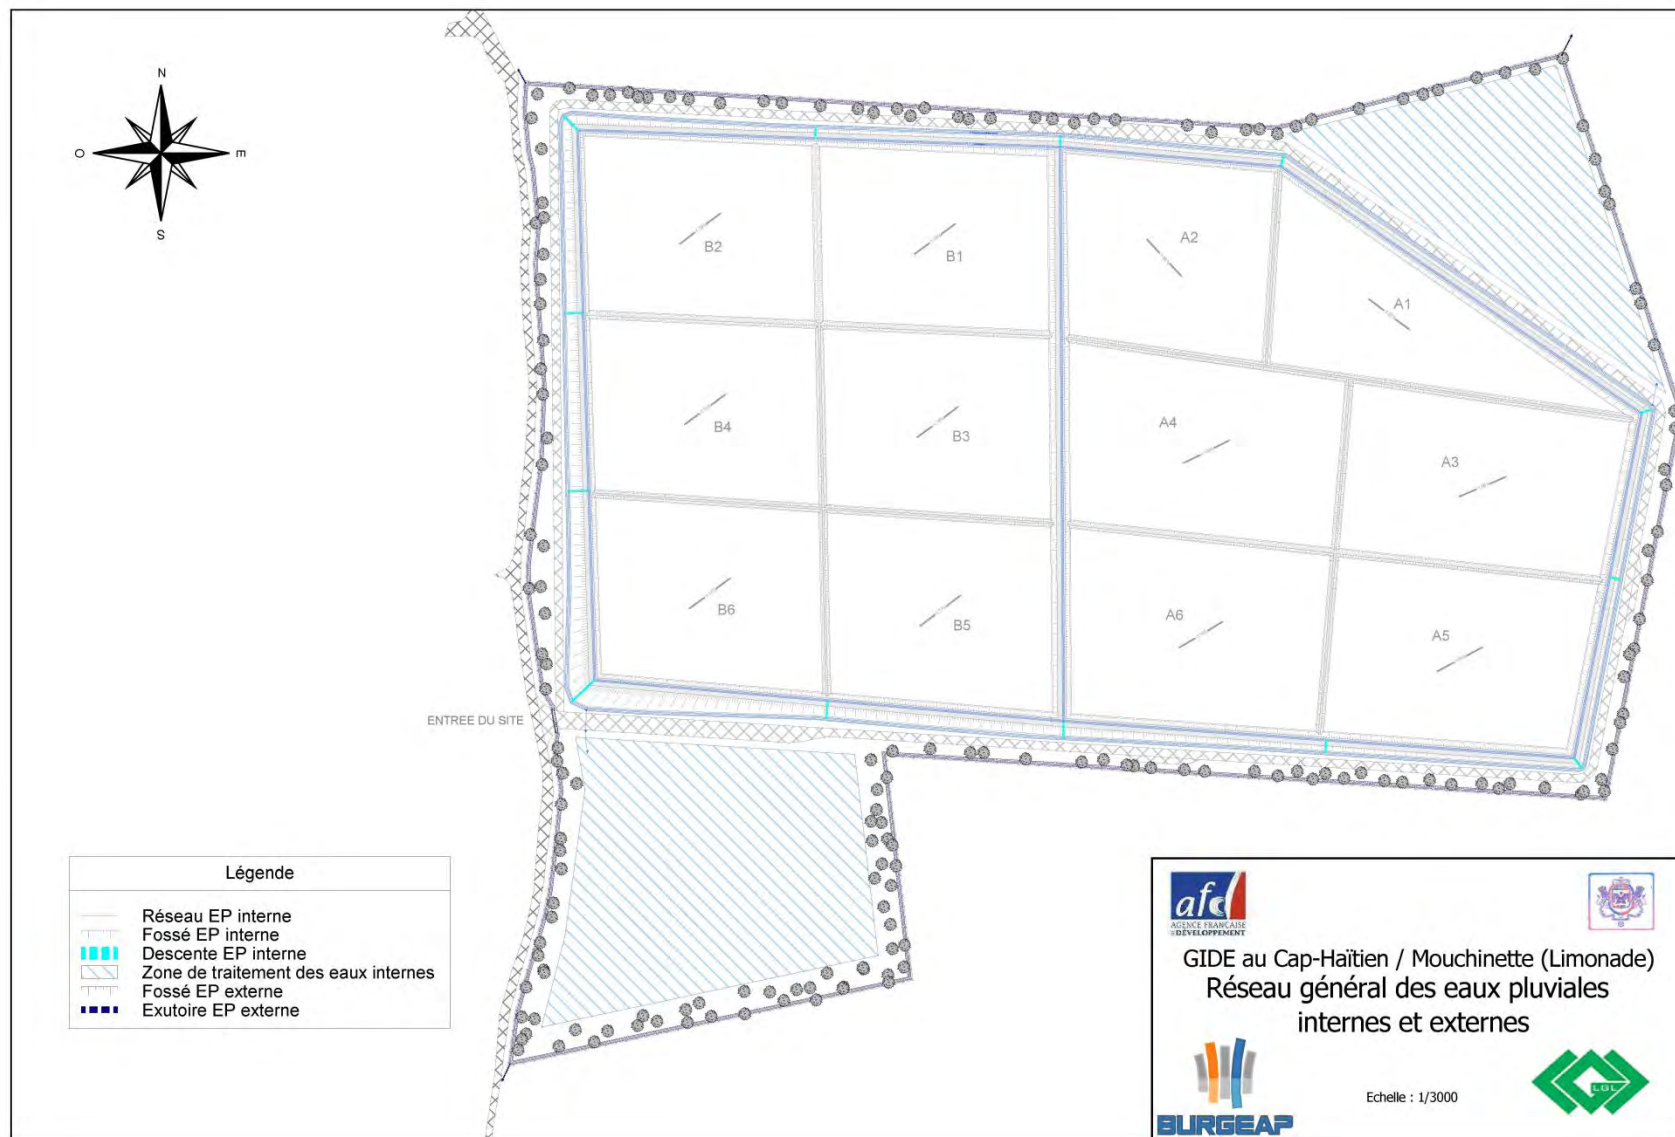 N
O
E
S
B2
B1
A2
A1
B4
B3
A4
A3
B6
B5
A6
A5
ENTREE DU SITE
Légende
Réseau EP interne
Fossé EP interne
Descente EP interne
Zone de traitement des eaux internes
Fossé EP externe
Exutoire EP externe
afd
AGENCE FRANÇAISE
DE DÉVELOPPEMENT
GIDE au Cap-Haïtien / Mouchinette (Limonade)
Réseau général des eaux pluviales
internes et externes
Echelle : 1/3000
LGL
BURGEAP